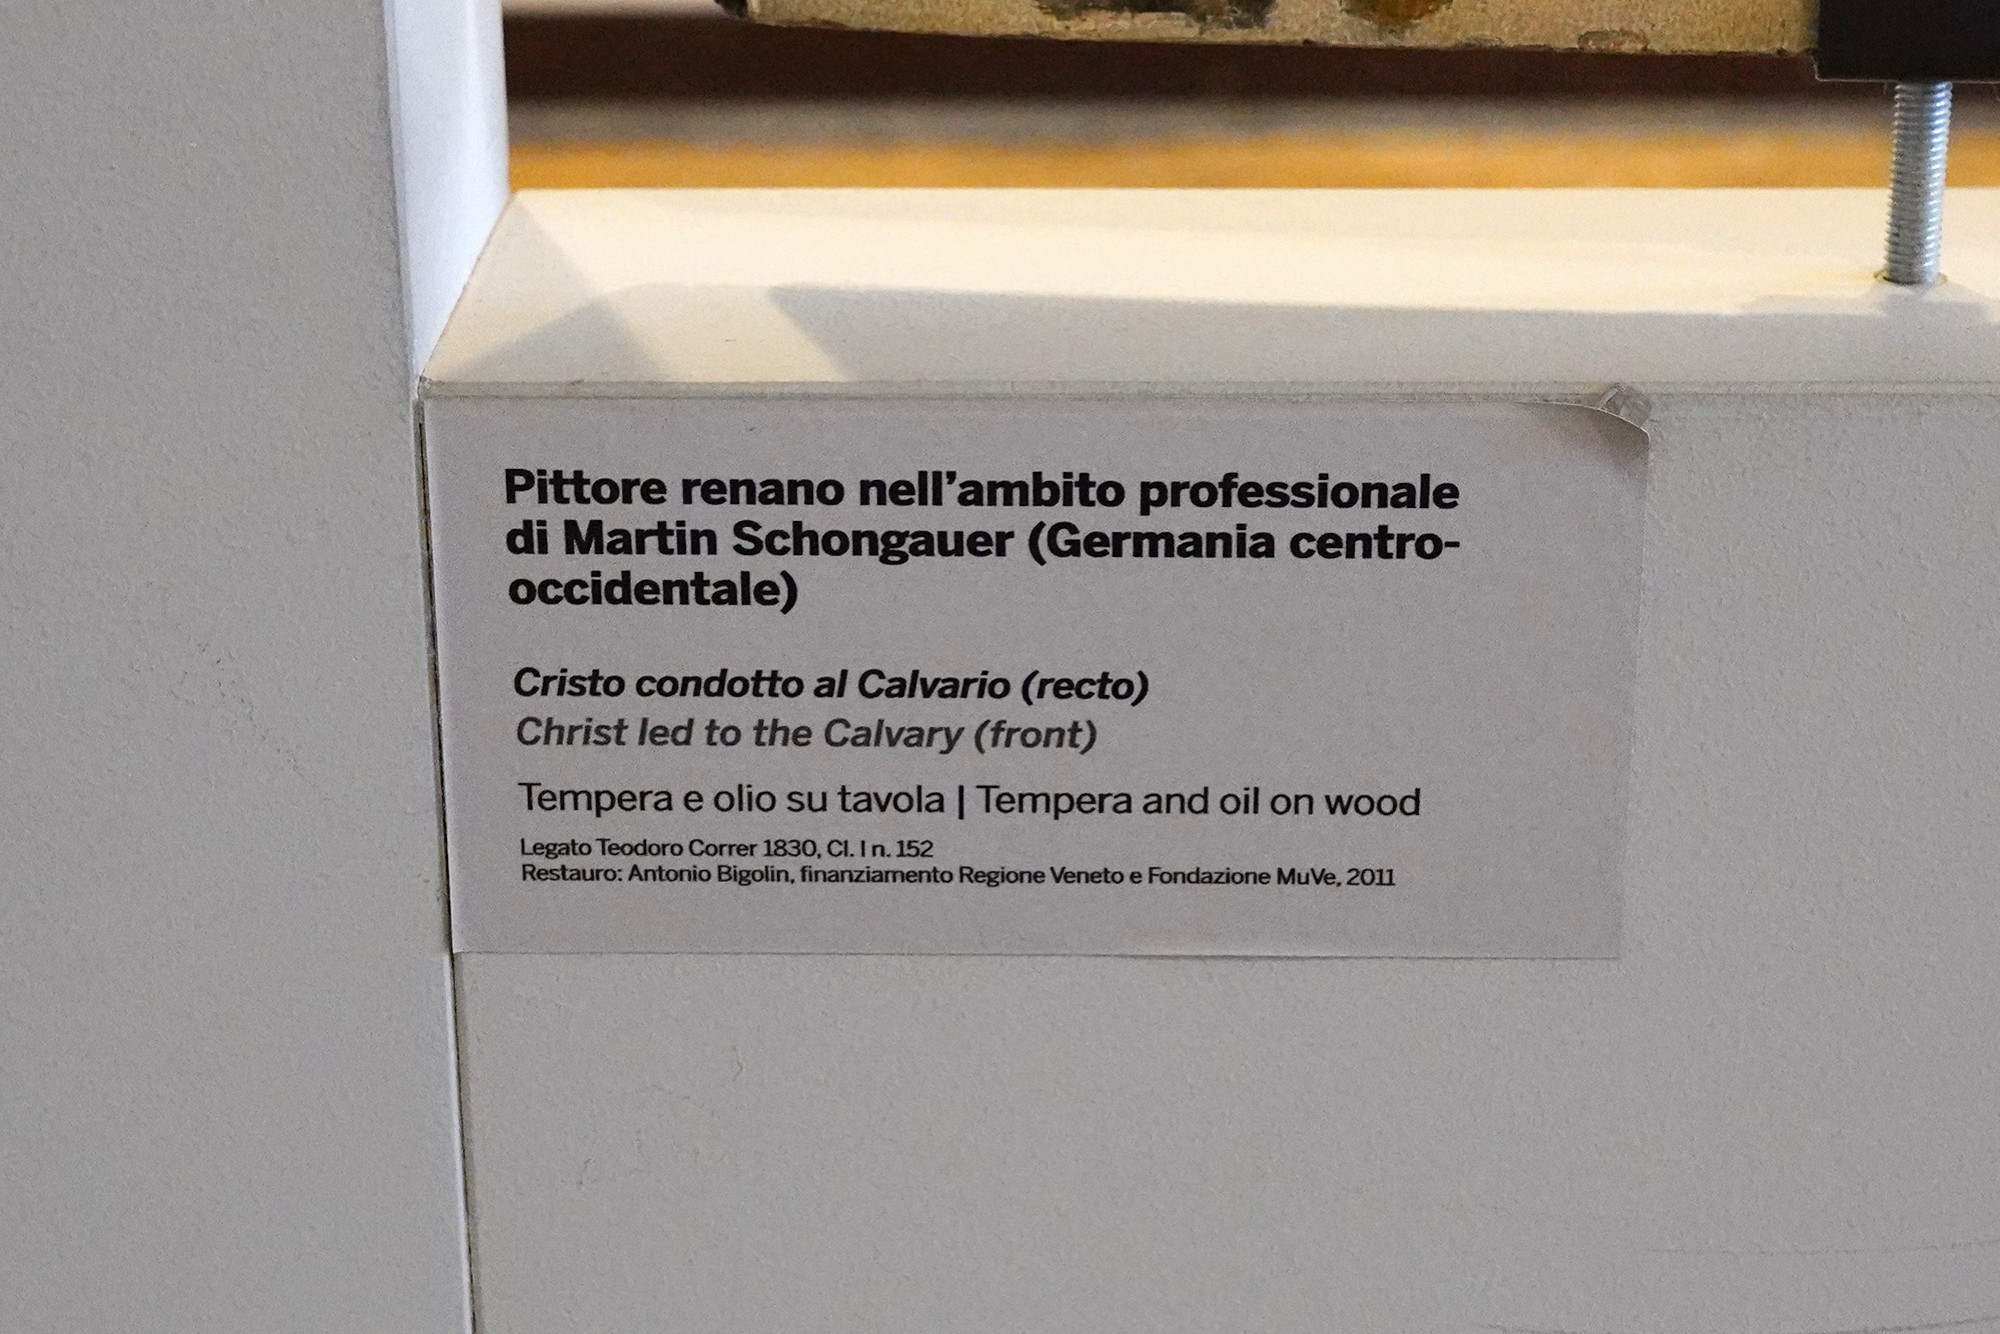 Pittore renano nell’ambito professionale
di Martin Schongauer (Germania centro-
occidentale)
Cristo condotto al Calvario (recto)
Christ led to the Calvary (front)
Tempera e olio su tavola | Tempera and oil on wood
Legato Teodoro Correr 1830, Cl. I n. 152
Restauro: Antonio Bigolin, finanziamento Regione Veneto e Fondazione MuVe, 2011